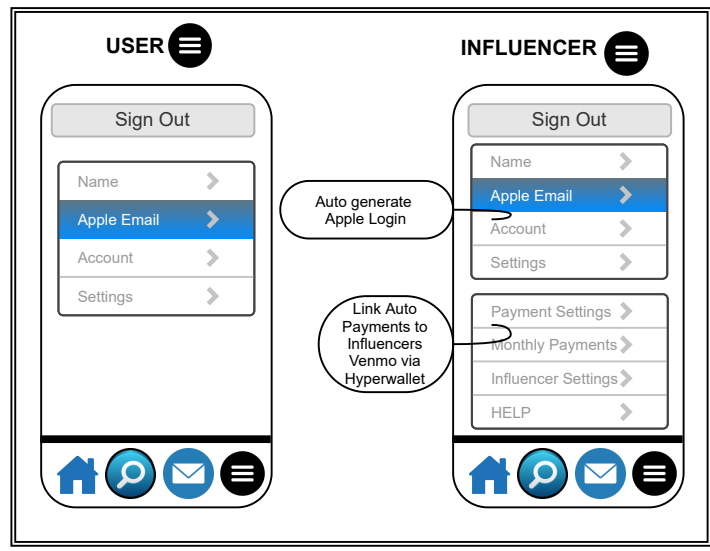 USER
INFLUENCER
Sign Out
Name
Apple Email
Account
Settings
Sign Out
Name
Apple Email
Account
Settings
Payment Settings
Monthly Payments
Influencer Settings
HELP
Auto generate
Apple Login
Link Auto
Payments to
Influencers
Venmo via
Hyperwallet